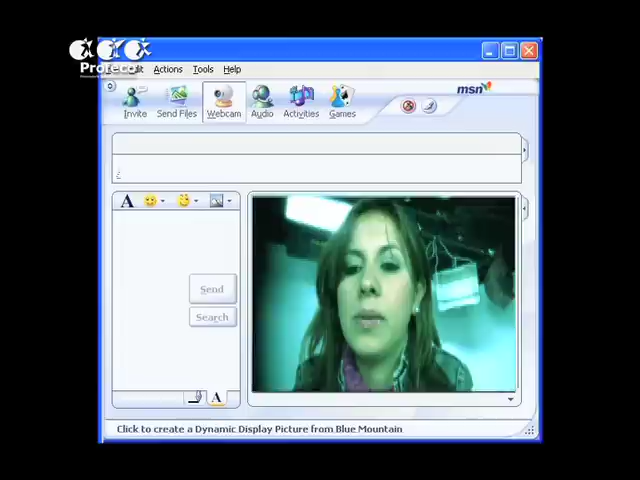 Proteco
Edit Actions Tools Help
msn
Invite Send Files Webcam Audio Activities Games
¿
A
Send
Search
A
Click to create a Dynamic Display Picture from Blue Mountain